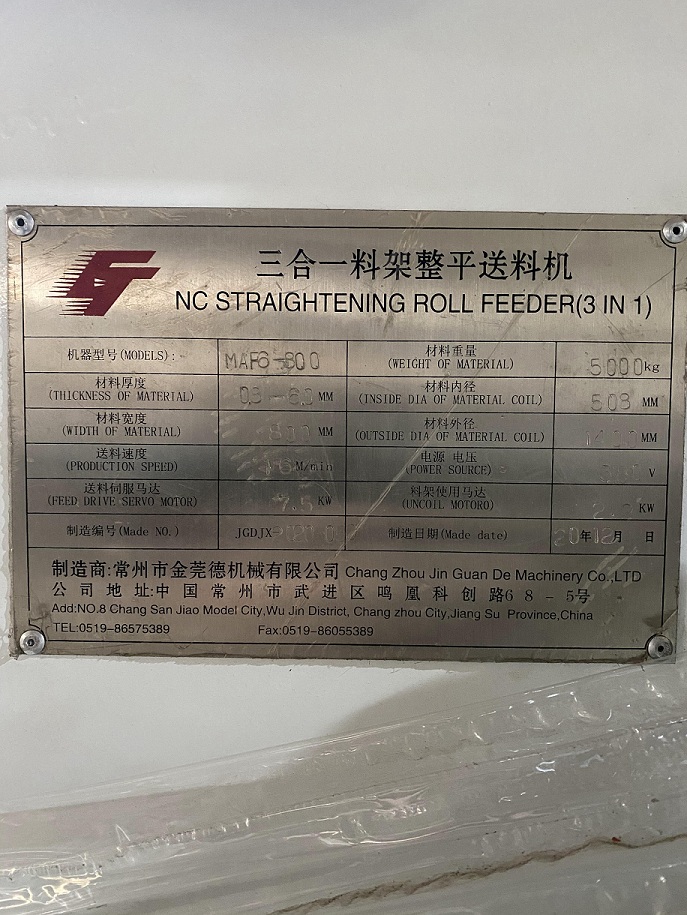 三合一料架整平送料机
NC STRAIGHTENING ROLL FEEDER(3 IN 1)
机器型号(MODELS): MAF6-800 材料重量 (WEIGHT OF MATERIAL) 5000kg
材料厚度 (THICKNESS OF MATERIAL) MM 材料内径 (INSIDE DIA OF MATERIAL COIL) 508 MM
材料宽度 (WIDTH OF MATERIAL) MM 材料外径 (OUTSIDE DIA OF MATERIAL COIL) MM
送料速度 (PRODUCTION SPEED) M/min 电源 电压 (POWER SOURCE) V
送料伺服马达 (FEED DRIVE SERVO MOTOR) 7.5 KW 料架使用马达 (UNCOIL MOTORO) KW
制造编号(Made NO.) 制造日期(Made date) 20年12月 日
制造商:常州市金莞德机械有限公司 Chang Zhou Jin Guan De Machinery Co.,LTD
公司地址:中国常州市武进区鸣凰科创路68-5号
Add:NO.8 Chang San Jiao Model City,Wu Jin District, Chang zhou City,Jiang Su Province,China
TEL:0519-86575389 Fax:0519-86055389